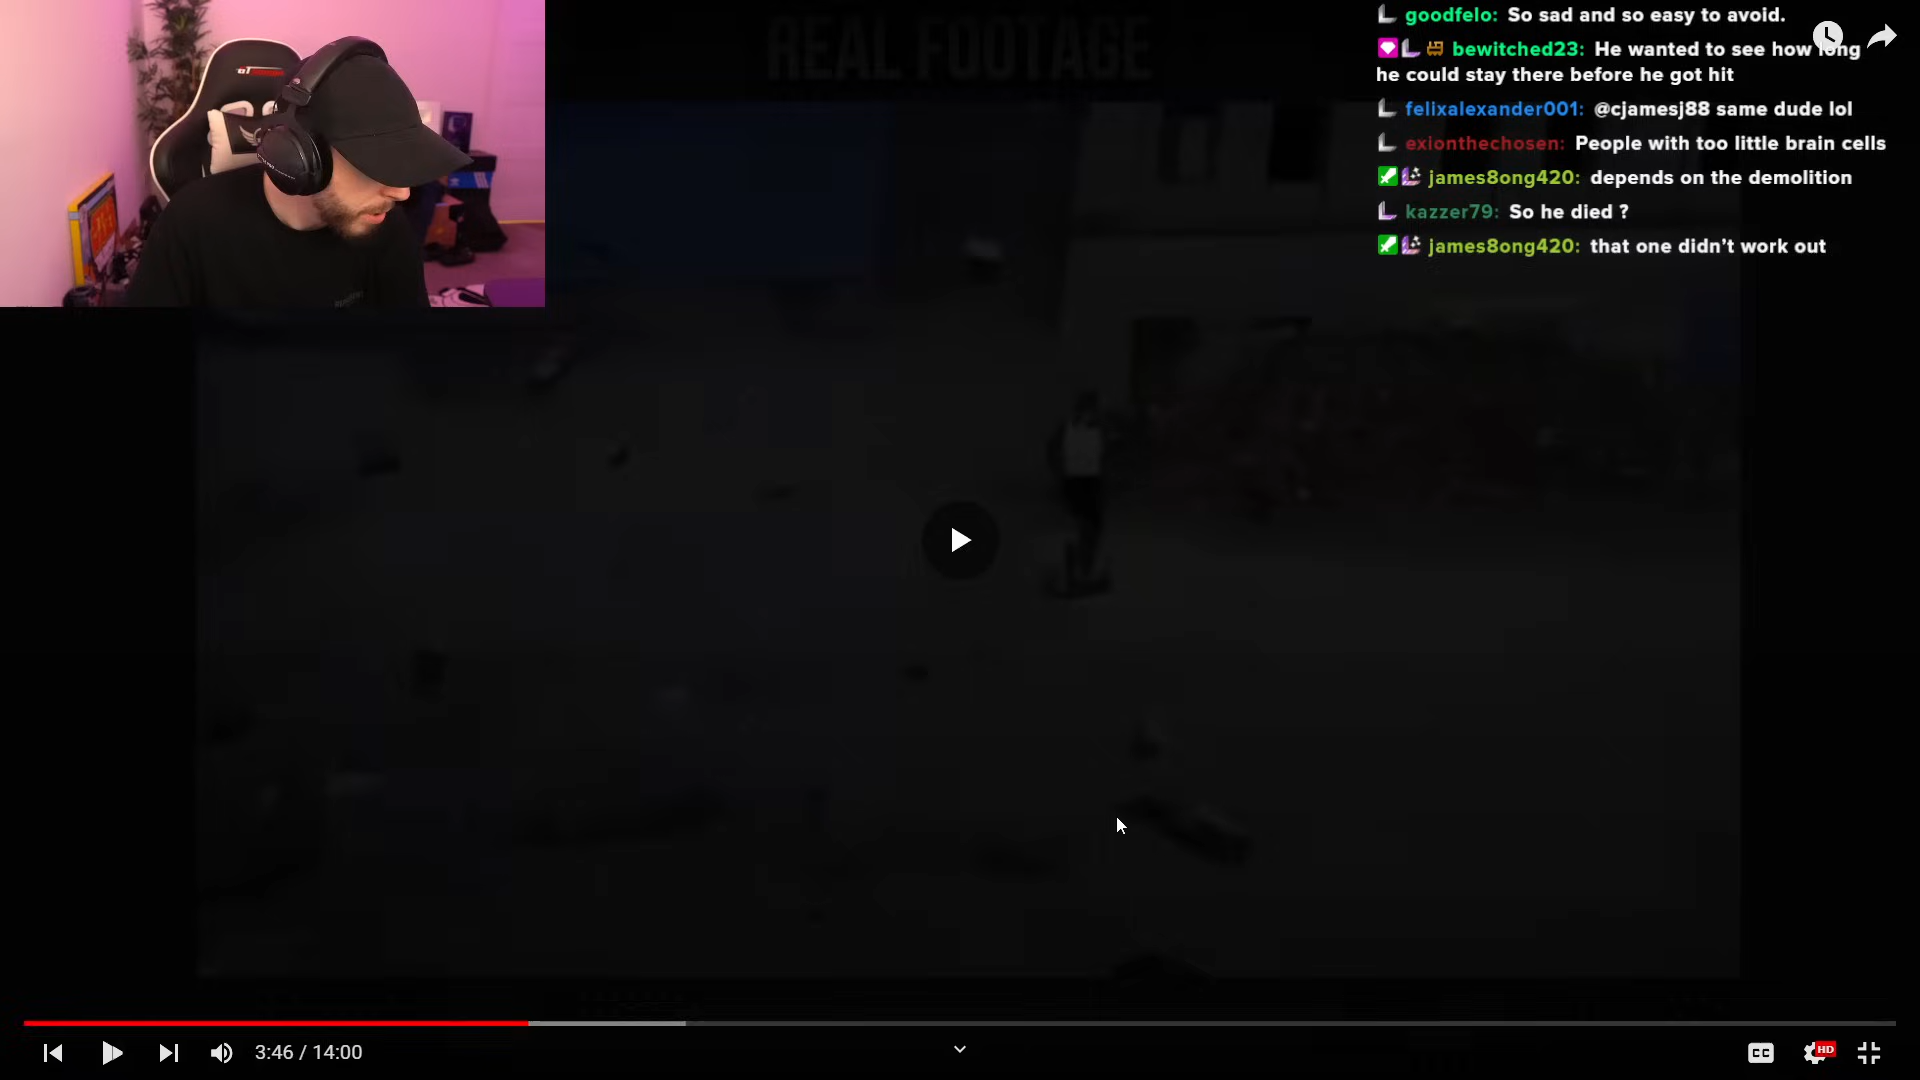 REAL FOOTAGE
goodfelo: So sad and so easy to avoid.
bewitched23: He wanted to see how long
he could stay there before he got hit
felixalexander001: @cjamesj88 same dude lol
exionthechosen: People with too little brain cells
james8ong420: depends on the demolition
kazzer79: So he died ?
james8ong420: that one didn't work out
GT
3:46 / 14:00
CC
HD